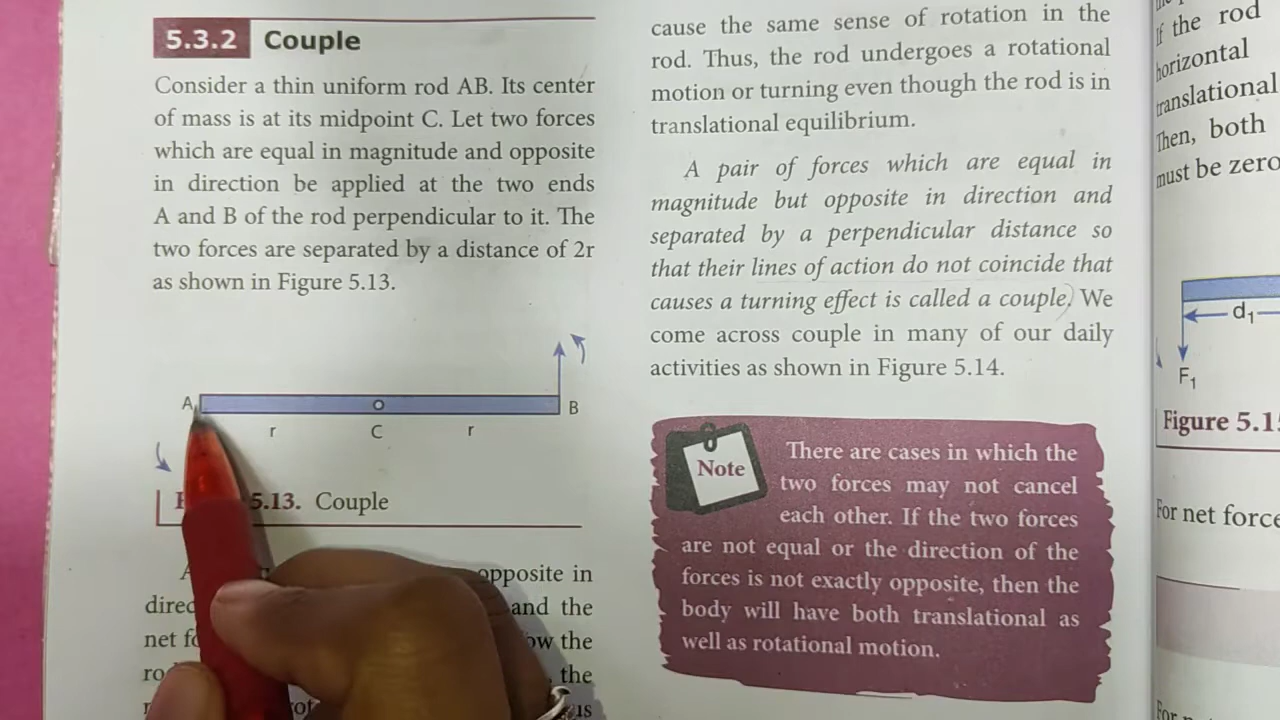 5.3.2 Couple
Consider a thin uniform rod AB. Its center
of mass is at its midpoint C. Let two forces
which are equal in magnitude and opposite
in direction be applied at the two ends
A and B of the rod perpendicular to it. The
two forces are separated by a distance of 2r
as shown in Figure 5.13.
A
B
r
C
r
5.13. Couple
opposite in
and the
the
cause the same sense of rotation in the
rod. Thus, the rod undergoes a rotational
motion or turning even though the rod is in
translational equilibrium.
A pair of forces which are equal in
magnitude but opposite in direction and
separated by a perpendicular distance so
that their lines of action do not coincide that
causes a turning effect is called a couple. We
come across couple in many of our daily
activities as shown in Figure 5.14.
Note
There are cases in which the
two forces may not cancel
each other. If the two forces
are not equal or the direction of the
forces is not exactly opposite, then the
body will have both translational as
well as rotational motion.
If the rod
horizontal
translational
Then, both
must be zero
d₁
F₁
Figure 5.1
For net force